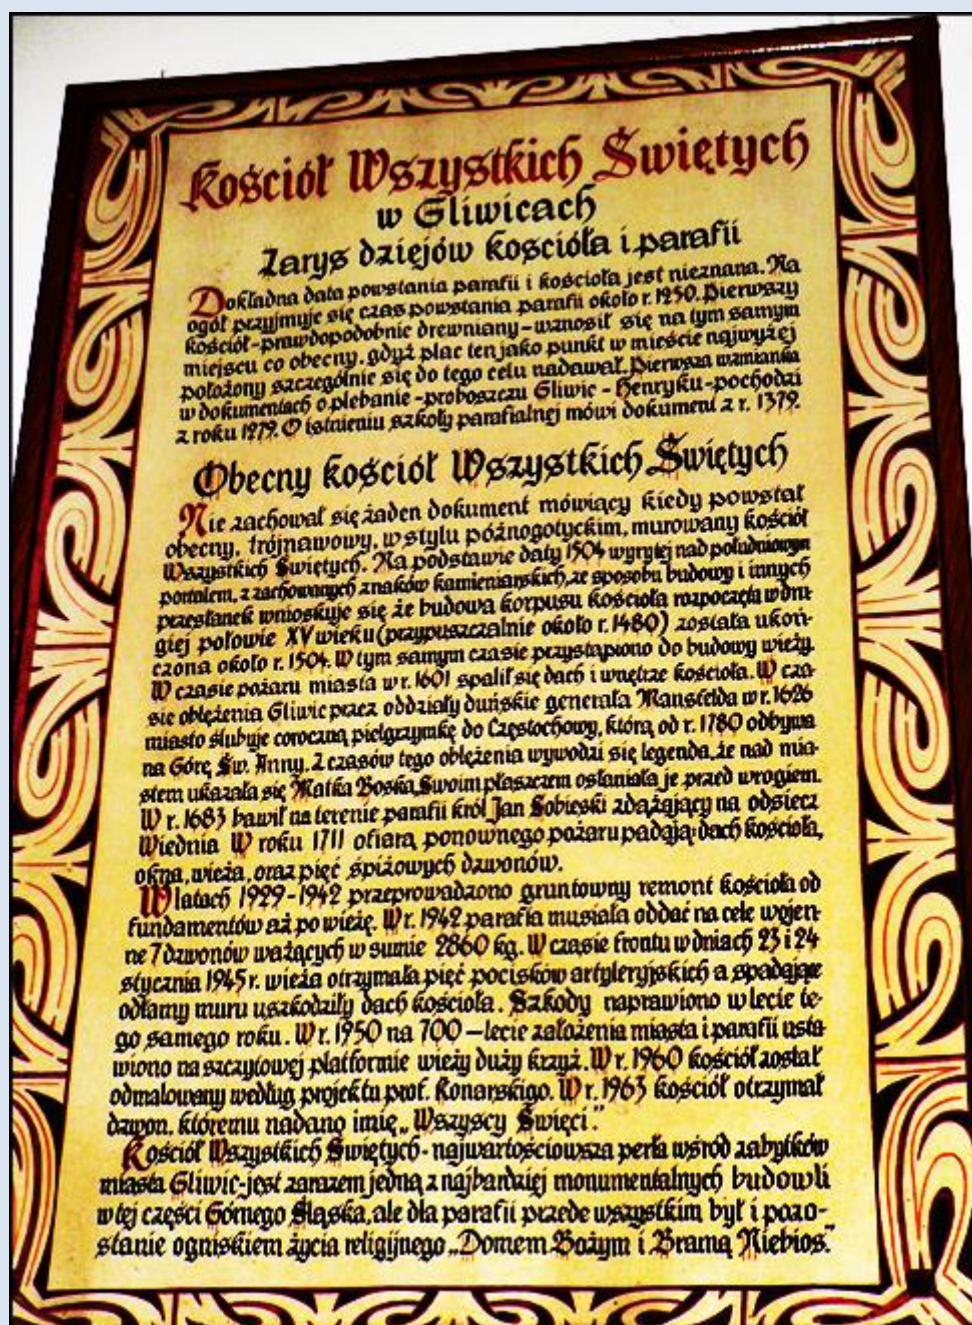 Kościół Wszystkich Świętych
w Gliwicach
Zarys dziejów kościoła i parafii
Dokładna data powstania parafii i kościoła jest nieznana. Na
ogół przyjmuje się czas powstania parafii około r. 1250. Pierwszy
kościół-prawdopodobnie drewniany-wznosił się na tym samym
miejscu co obecny, gdyż plac ten jako punkt w mieście najwyżej
położony szczególnie się do tego celu nadawał. Pierwsza wzmianka
w dokumentach o plebanie-proboszczu Gliwic - Henryku-pochodzi
z roku 1279. O istnieniu szkoły parafialnej mówi dokument z r. 1379.
Obecny kościół Wszystkich Świętych
Nie zachował się żaden dokument mówiący kiedy powstał
obecny, trójnawowy, w stylu późnogotyckim, murowany kościół
Wszystkich Świętych. Na podstawie daty 1504 wyrytej nad południowym
portalem, z zachowanych znaków kamieniarskich, ze sposobu budowy i innych
przesłanek wnioskuje się że budowa korpusu kościoła rozpoczęta w dru-
giej połowie XV wieku (przypuszczalnie około r. 1480) została ukoń-
czona około r. 1504. W tym samym czasie przystąpiono do budowy wieży.
W czasie pożaru miasta w r. 1601 spalił się dach i wnętrze kościoła. W cza-
sie oblężenia Gliwic przez oddziały duńskie generała Mansfelda w r. 1626
miasto ślubuje coroczną pielgrzymkę do Częstochowy, którą od r. 1780 odbywa
na Górę Św. Anny. Z czasów tego oblężenia wywodzi się legenda, że nad mia-
stem ukazała się Matka Boska, Swoim płaszczem osłaniała je przed wrogiem.
W r. 1683 bawił na terenie parafii król Jan Sobieski zdążający na odsiecz
Wiednia W roku 1711 ofiarą ponownego pożaru padają: dach kościoła,
okna, wieża, oraz pięć śpiżowych dzwonów.
W latach 1929-1942 przeprowadzono gruntowny remont kościoła od
fundamentów aż po wieżę. W r. 1942 parafia musiała oddać na cele wojen-
ne 7 dzwonów ważących w sumie 2860 kg. W czasie frontu w dniach 23 i 24
stycznia 1945 r. wieża otrzymała pięć pocisków artyleryjskich a spadające
odłamy muru uszkodziły dach kościoła. Szkody naprawiono w lecie te-
go samego roku. W r. 1950 na 700-lecie założenia miasta i parafii usta
wiono na szczytowej platformie wieży duży krzyż. W r. 1960 kościół został
odmalowany według projektu prof. Konarskigo. W r. 1963 kościół otrzymał
dzwon, któremu nadano imię „Wszyscy Święci".
Kościół Wszystkich Świętych-najwartościowsza perła wśród zabytków
miasta Gliwic-jest zarazem jedną z najbardziej monumentalnych budowli
w tej części Górnego Śląska, ale dla parafii przede wszystkim był i pozo-
stanie ogniskiem życia religijnego „Domem Bożym i Bramą Niebios."